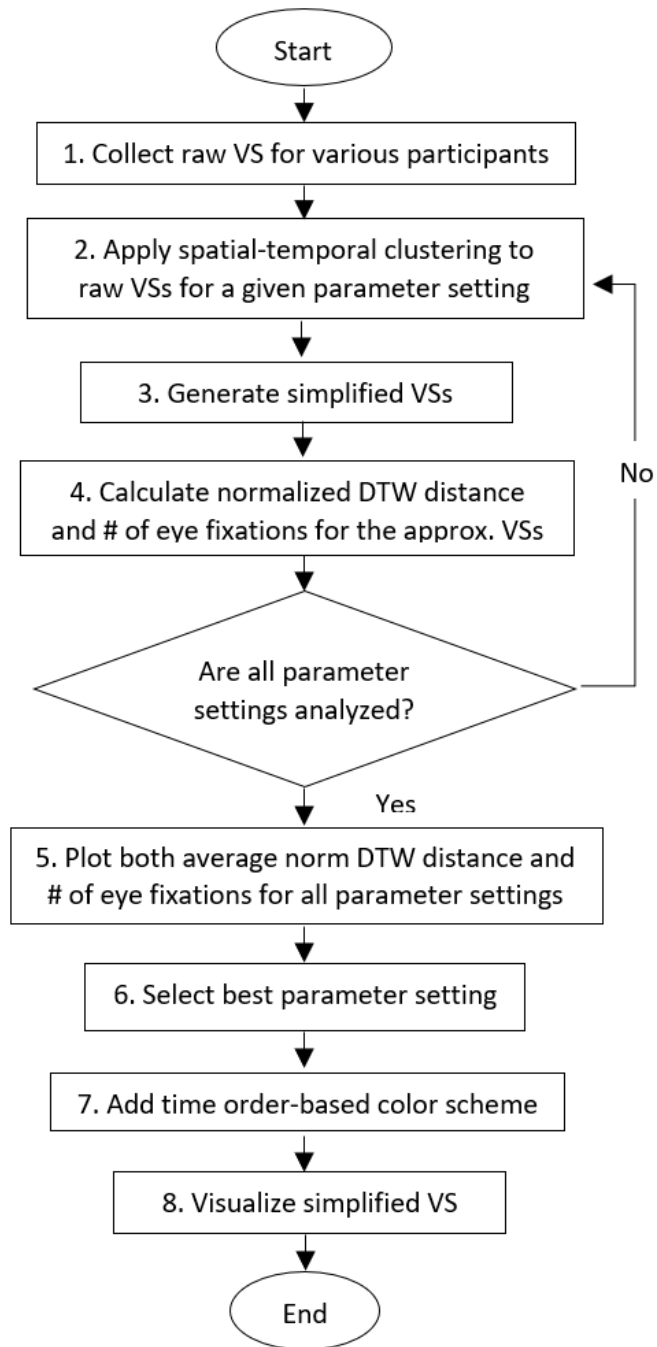 Start
1. Collect raw VS for various participants
2. Apply spatial-temporal clustering to
raw VSs for a given parameter setting
3. Generate simplified VSs
4. Calculate normalized DTW distance
and # of eye fixations for the approx. VSs
No
Are all parameter
settings analyzed?
Yes
5. Plot both average norm DTW distance and
# of eye fixations for all parameter settings
6. Select best parameter setting
7. Add time order-based color scheme
8. Visualize simplified VS
End